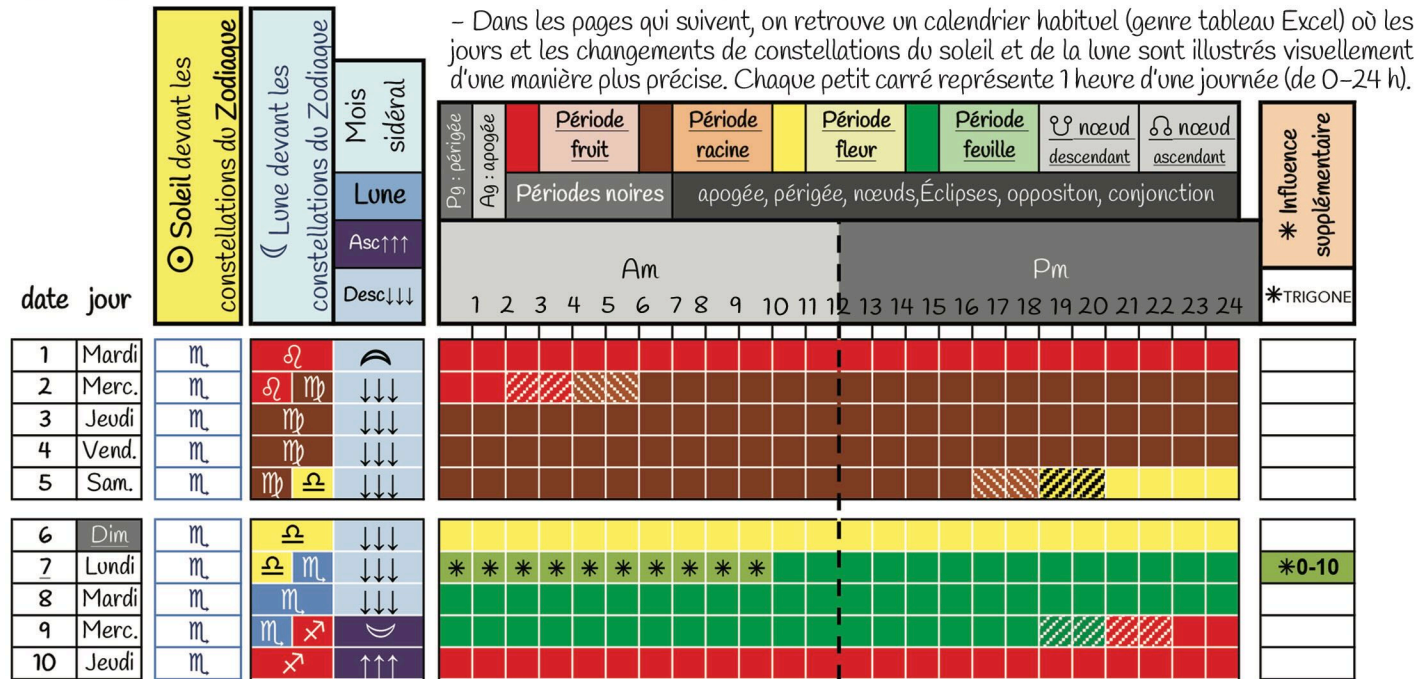 – Dans les pages qui suivent, on retrouve un calendrier habituel (genre tableau Excel) où les
jours et les changements de constellations du soleil et de la lune sont illustrés visuellement
d'une manière plus précise. Chaque petit carré représente 1 heure d'une journée (de 0-24 h).
☉ Soleil devant les
constellations du Zodiaque
☾ Lune devant les
constellations du Zodiaque
Mois
sidéral
Lune
Asc↑↑↑
Desc↓↓↓
Pg : périgée
Ag : apogée
Période
fruit
Période
racine
Période
fleur
Période
feuille
☋ nœud
descendant
☊ nœud
ascendant
Périodes noires
apogée, périgée, nœuds,Éclipses, oppositon, conjonction
✳ Influence
supplémentaire
✳TRIGONE
Am
Pm
date jour
1 2 3 4 5 6 7 8 9 10 11 12 13 14 15 16 17 18 19 20 21 22 23 24
1 Mardi ♏ ♌
2 Merc. ♏ ♌ ♍ ↓↓↓
3 Jeudi ♏ ♍ ↓↓↓
4 Vend. ♏ ♍ ↓↓↓
5 Sam. ♏ ♍ ♎ ↓↓↓
6 Dim ♏ ♎ ↓↓↓
7 Lundi ♏ ♎ ♏ ↓↓↓ ✳ ✳ ✳ ✳ ✳ ✳ ✳ ✳ ✳ ✳ ✳0-10
8 Mardi ♏ ♏ ↓↓↓
9 Merc. ♏ ♏ ♐
10 Jeudi ♏ ♐ ↑↑↑